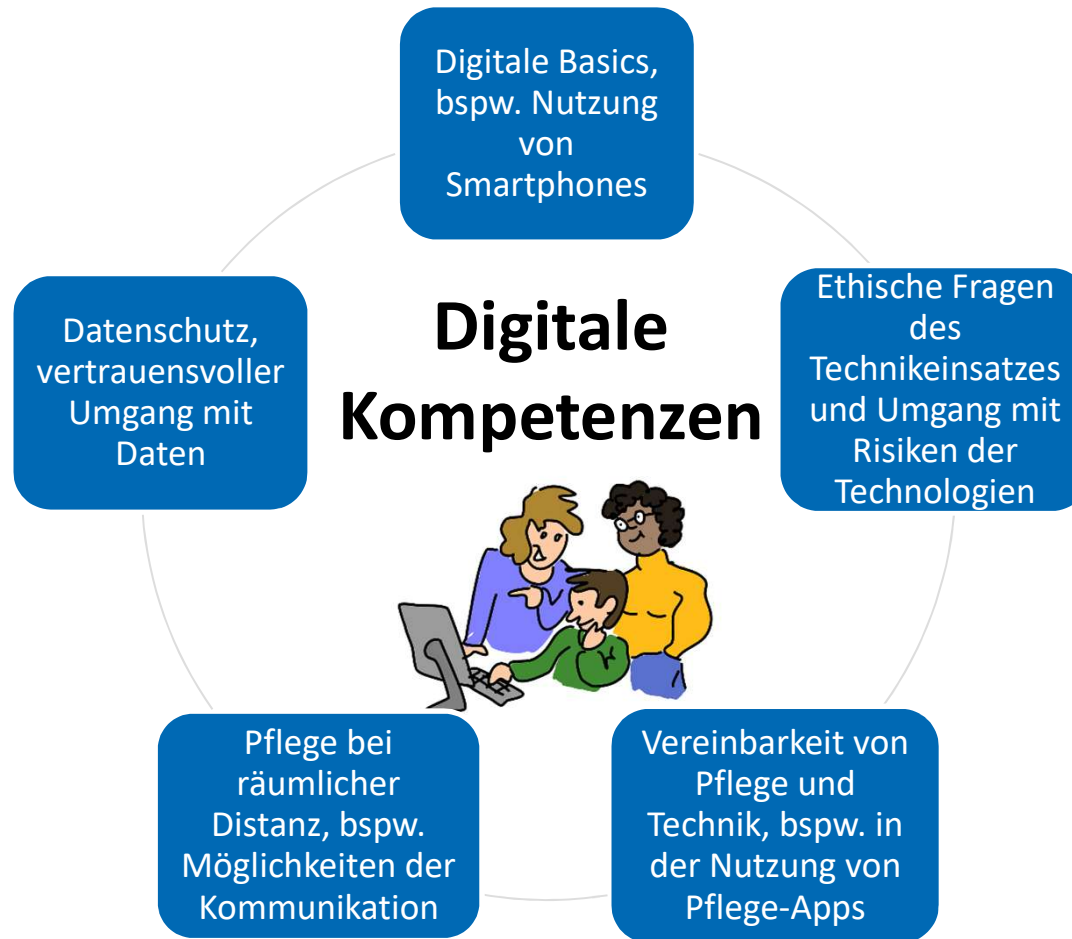 Digitale Basics,
bspw. Nutzung
von
Smartphones
Ethische Fragen
des
Technikeinsatzes
und Umgang mit
Risiken der
Technologien
Vereinbarkeit von
Pflege und
Technik, bspw. in
der Nutzung von
Pflege-Apps
Pflege bei
räumlicher
Distanz, bspw.
Möglichkeiten der
Kommunikation
Datenschutz,
vertrauensvoller
Umgang mit
Daten
Digitale
Kompetenzen